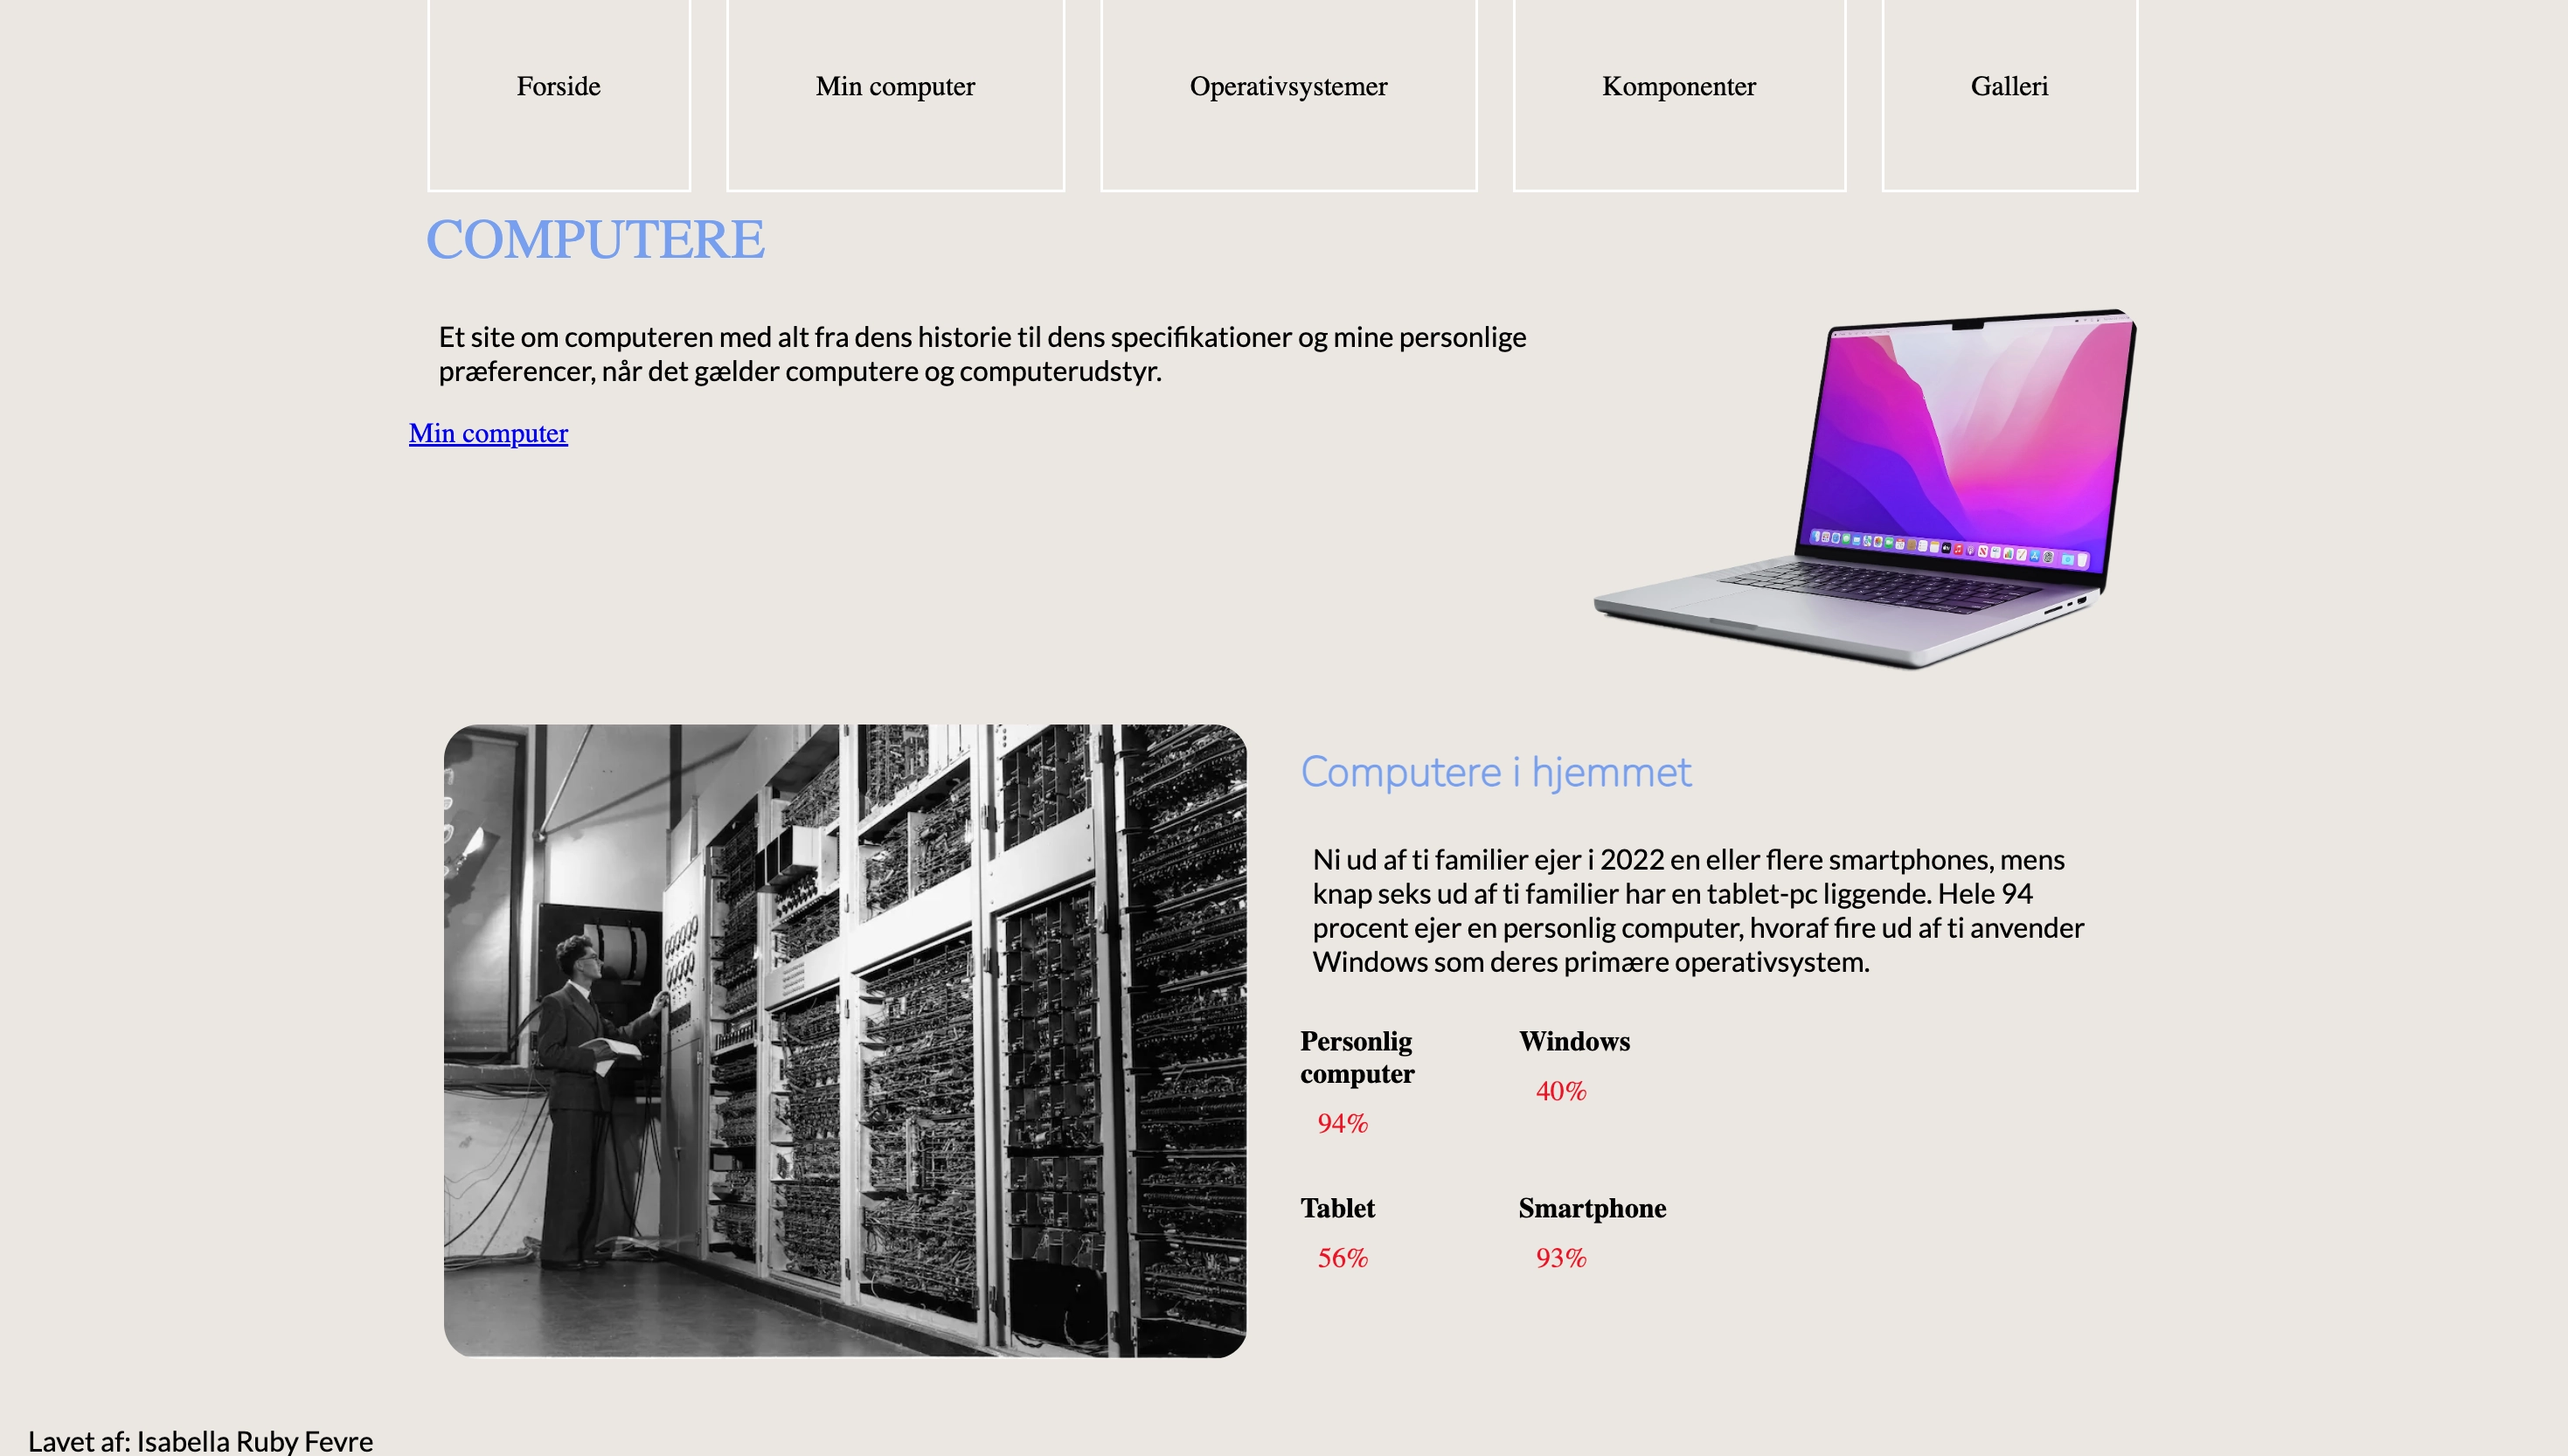 Forside
Min computer
Operativsystemer
Komponenter
Galleri
COMPUTERE
Et site om computeren med alt fra dens historie til dens specifikationer og mine personlige
præferencer, når det gælder computere og computerudstyr.
Min computer
Computere i hjemmet
Ni ud af ti familier ejer i 2022 en eller flere smartphones, mens
knap seks ud af ti familier har en tablet-pc liggende. Hele 94
procent ejer en personlig computer, hvoraf fire ud af ti anvender
Windows som deres primære operativsystem.
Personlig
computer
94%
Windows
40%
Tablet
56%
Smartphone
93%
Lavet af: Isabella Ruby Fevre